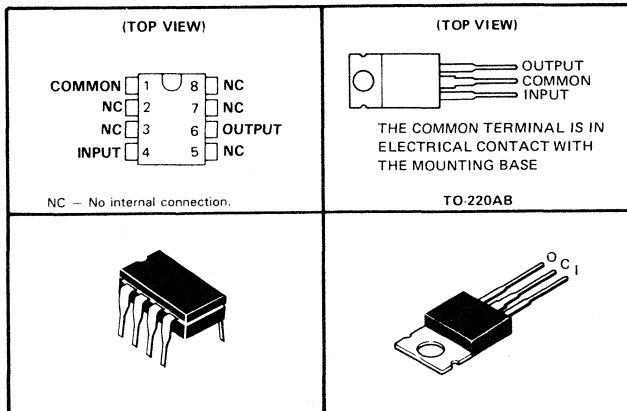 (TOP VIEW)
COMMON 1 8 NC
NC 2 7 NC
NC 3 6 OUTPUT
INPUT 4 5 NC
NC – No internal connection.
(TOP VIEW)
OUTPUT
COMMON
INPUT
THE COMMON TERMINAL IS IN
ELECTRICAL CONTACT WITH
THE MOUNTING BASE
TO-220AB
O
C
I